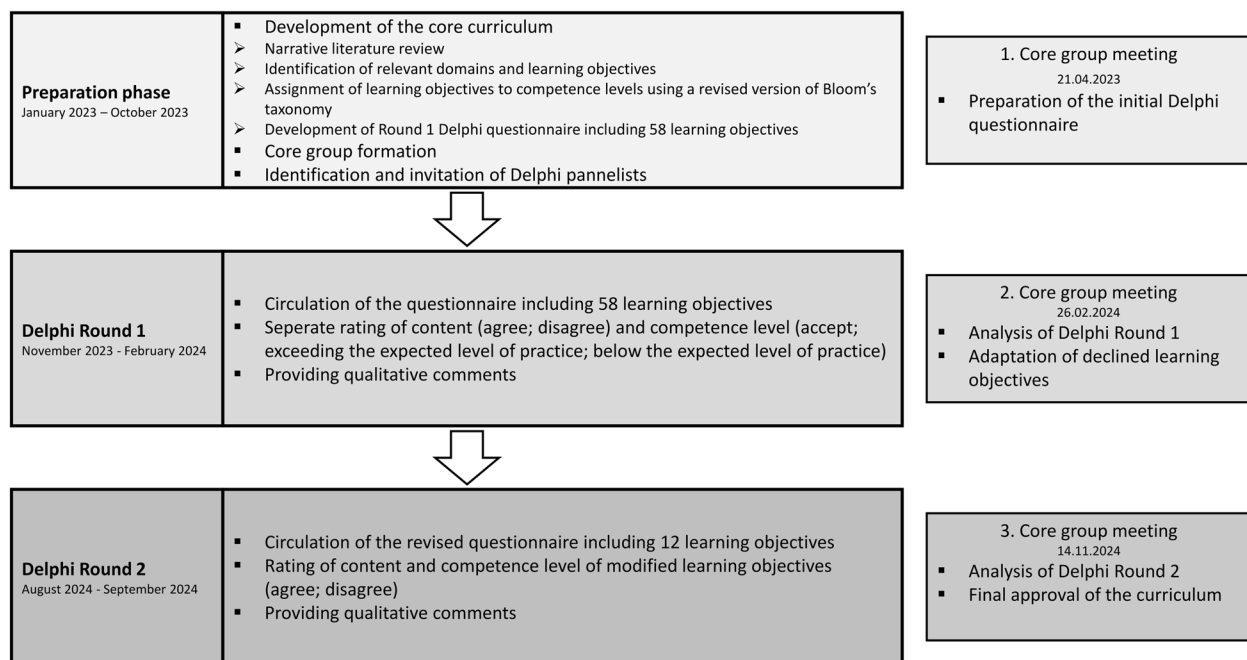 Preparation phase
January 2023 – October 2023
▪ Development of the core curriculum
➢ Narrative literature review
➢ Identification of relevant domains and learning objectives
➢ Assignment of learning objectives to competence levels using a revised version of Bloom's
taxonomy
➢ Development of Round 1 Delphi questionnaire including 58 learning objectives
▪ Core group formation
▪ Identification and invitation of Delphi pannelists
1. Core group meeting
21.04.2023
▪ Preparation of the initial Delphi
questionnaire
Delphi Round 1
November 2023 - February 2024
▪ Circulation of the questionnaire including 58 learning objectives
▪ Seperate rating of content (agree; disagree) and competence level (accept;
exceeding the expected level of practice; below the expected level of practice)
▪ Providing qualitative comments
2. Core group meeting
26.02.2024
▪ Analysis of Delphi Round 1
▪ Adaptation of declined learning
objectives
Delphi Round 2
August 2024 - September 2024
▪ Circulation of the revised questionnaire including 12 learning objectives
▪ Rating of content and competence level of modified learning objectives
(agree; disagree)
▪ Providing qualitative comments
3. Core group meeting
14.11.2024
▪ Analysis of Delphi Round 2
▪ Final approval of the curriculum